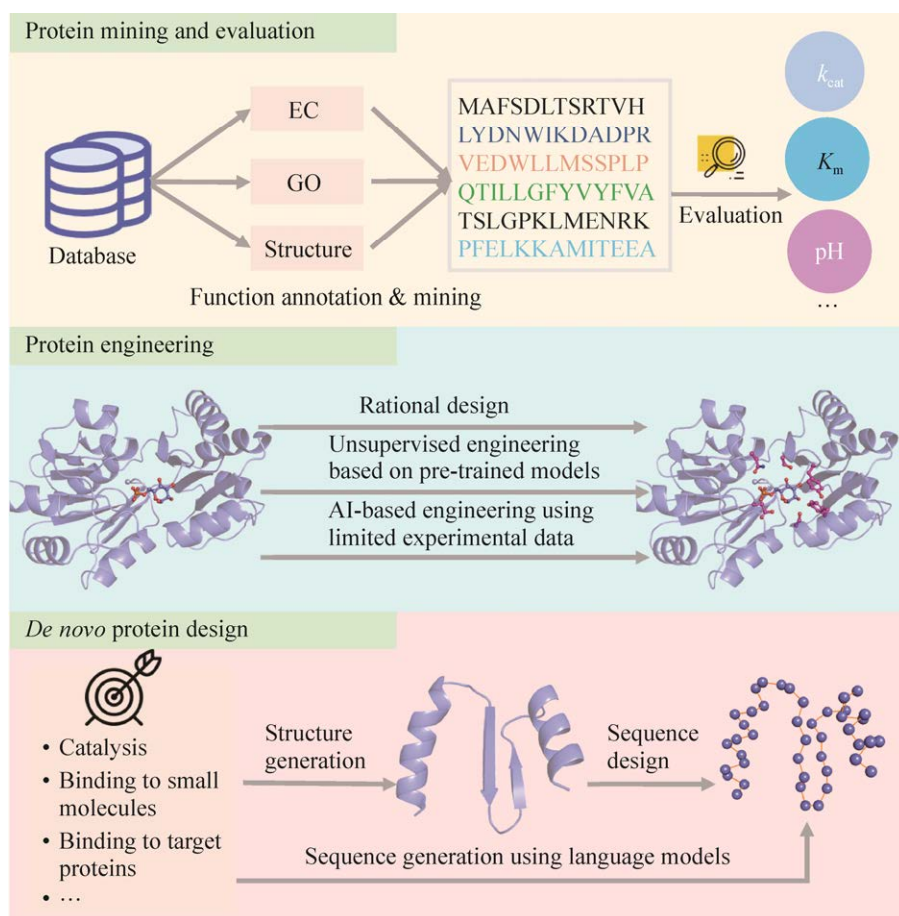 Protein mining and evaluation
EC
GO
Structure
Database
Function annotation & mining
MAFSDLTSRTVH
LYDNWIKDADPR
VEDWLLMSSPLP
QTILLGFYVYFVA
TSLGPKLMENRK
PFELKKAMITEEA
Evaluation
kcat
Km
pH
…
Protein engineering
Rational design
Unsupervised engineering
based on pre-trained models
AI-based engineering using
limited experimental data
De novo protein design
• Catalysis
• Binding to small
molecules
• Binding to target
proteins
• …
Structure
generation
Sequence
design
Sequence generation using language models